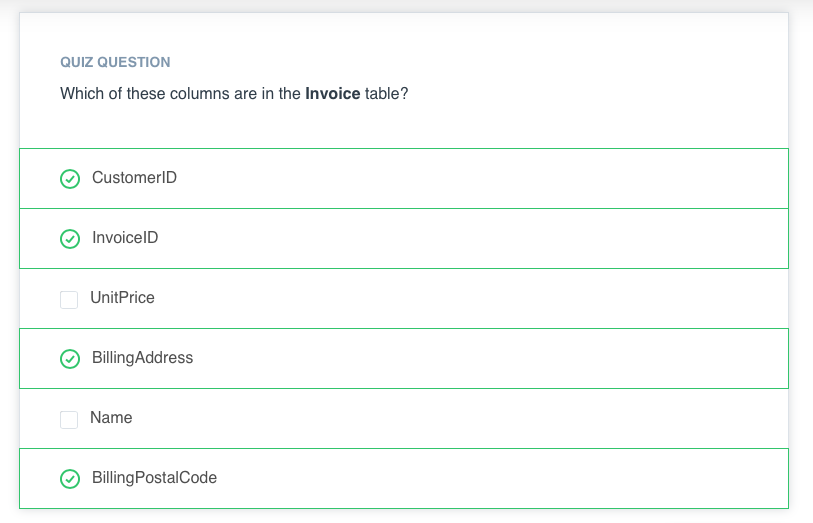 QUIZ QUESTION
Which of these columns are in the Invoice table?
CustomerID
InvoiceID
UnitPrice
BillingAddress
Name
BillingPostalCode